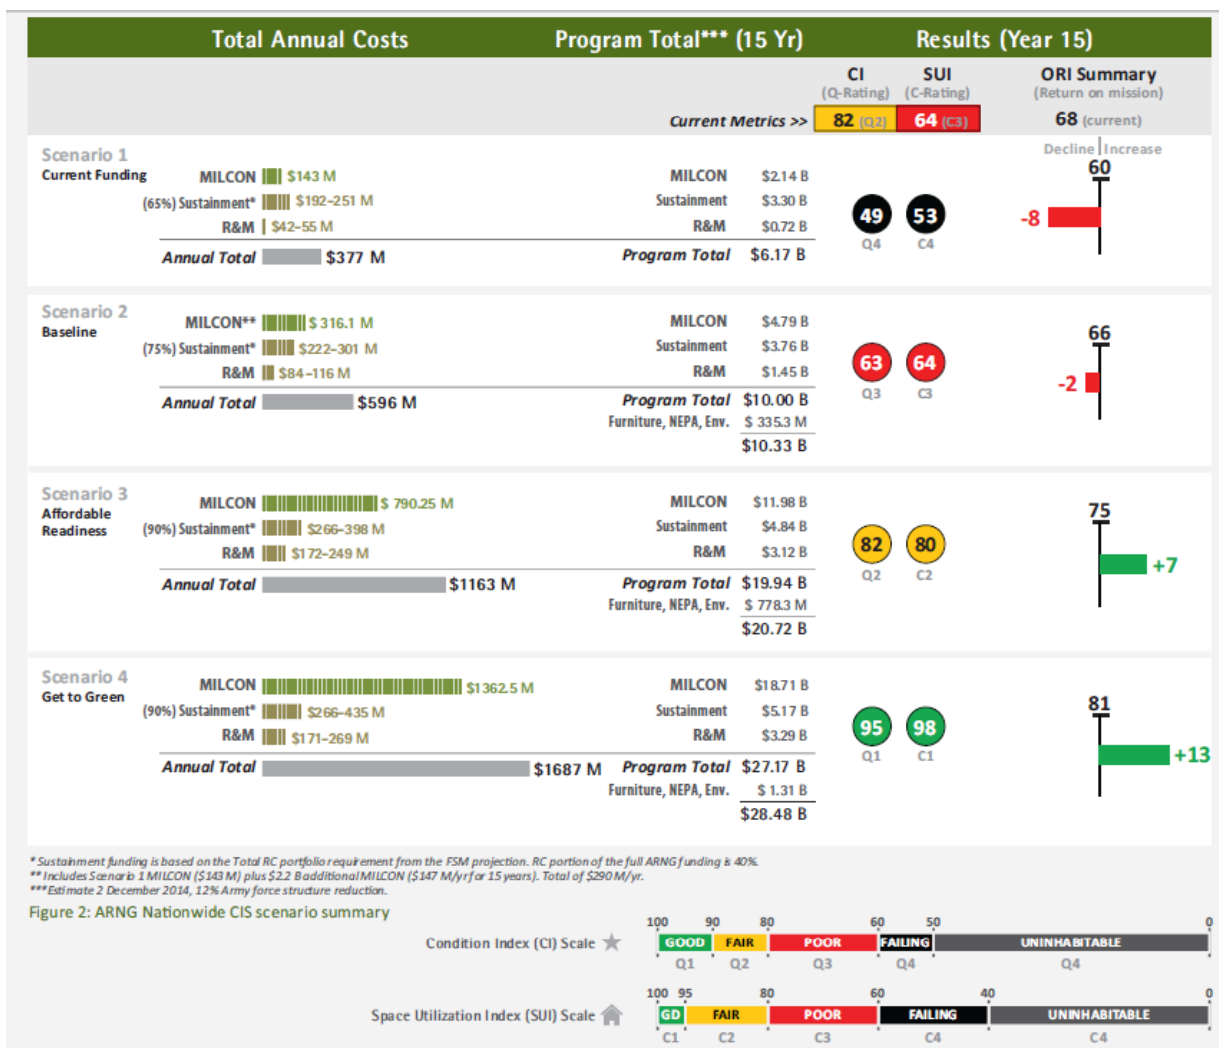 Total Annual Costs Program Total*** (15 Yr) Results (Year 15)
CI SUI ORI Summary
(Q-Rating) (C-Rating) (Return on mission)
Current Metrics >> 82 (Q2) 64 (C3) 68 (current)
Decline Increase
Scenario 1
Current Funding
MILCON $143 M MILCON $2.14 B
(65%) Sustainment* $192–251 M Sustainment $3.30 B
R&M $42–55 M R&M $0.72 B
Annual Total $377 M Program Total $6.17 B
49 53
Q4 C4
60
-8
Scenario 2
Baseline
MILCON** $ 316.1 M MILCON $4.79 B
(75%) Sustainment* $222–301 M Sustainment $3.76 B
R&M $84–116 M R&M $1.45 B
Annual Total $596 M Program Total $10.00 B
Furniture, NEPA, Env. $ 335.3 M
$10.33 B
63 64
Q3 C3
66
-2
Scenario 3
Affordable
Readiness
MILCON $ 790.25 M MILCON $11.98 B
(90%) Sustainment* $266–398 M Sustainment $4.84 B
R&M $172–249 M R&M $3.12 B
Annual Total $1163 M Program Total $19.94 B
Furniture, NEPA, Env. $ 778.3 M
$20.72 B
82 80
Q2 C2
75
+7
Scenario 4
Get to Green
MILCON $1362.5 M MILCON $18.71 B
(90%) Sustainment* $266–435 M Sustainment $5.17 B
R&M $171–269 M R&M $3.29 B
Annual Total $1687 M Program Total $27.17 B
Furniture, NEPA, Env. $ 1.31 B
$28.48 B
95 98
Q1 C1
81
+13
* Sustainment funding is based on the Total RC portfolio requirement from the FSM projection. RC portion of the full ARNG funding is 40%.
** Includes Scenario 1 MILCON ($143 M) plus $2.2 B additional MILCON ($147 M/yr for 15 years). Total of $290 M/yr.
***Estimate 2 December 2014, 12% Army force structure reduction.
Figure 2: ARNG Nationwide CIS scenario summary
100 90 80 60 50 0
Condition Index (CI) Scale GOOD FAIR POOR FAILING UNINHABITABLE
Q1 Q2 Q3 Q4 Q4
100 95 80 60 40 0
Space Utilization Index (SUI) Scale GD FAIR POOR FAILING UNINHABITABLE
C1 C2 C3 C4 C4